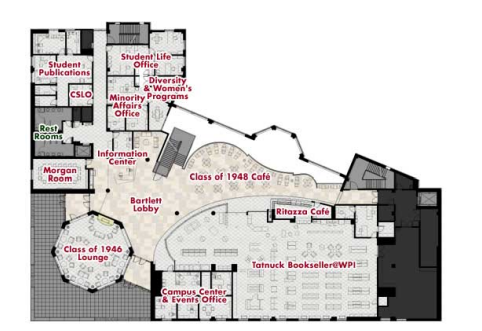 Student Life
Office
Student
Publications
CSLO
Diversity
& Women's
Programs
Minority
Affairs
Office
Rest
Rooms
Information
Center
Morgan
Room
Class of 1948 Café
Bartlett
Lobby
Ritazza Café
Class of 1946
Lounge
Tatnuck Bookseller@WPI
Campus Center
& Events Office